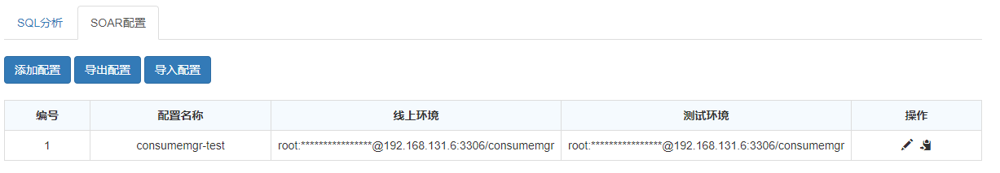 SQL分析 SOAR配置
添加配置 导出配置 导入配置
编号 配置名称 线上环境 测试环境 操作
1 consumemgr-test root:****************@192.168.131.6:3306/consumemgr root:****************@192.168.131.6:3306/consumemgr